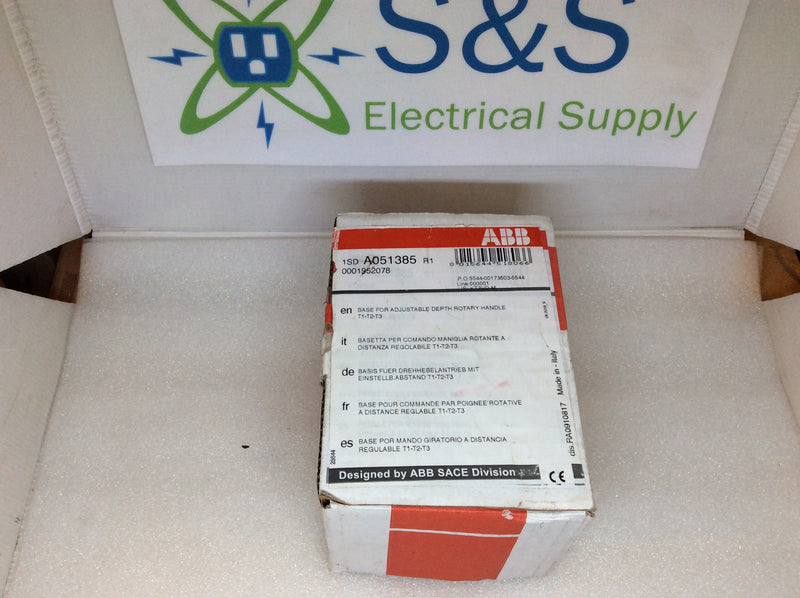 S&S
Electrical Supply
ABB
1SD A051385 R1
0001952078
8 015644 518066
P.O.5544-00173603-5544
Line 000001
en BASE FOR ADJUSTABLE DEPTH ROTARY HANDLE
T1-T2-T3
it BASETTA PER COMANDO MANIGLIA ROTANTE A
DISTANZA REGOLABILE T1-T2-T3
de BASIS FUER DREHHEBELANTRIEB MIT
EINSTELLB.ABSTAND T1-T2-T3
fr BASE POUR COMMANDE PAR POIGNEE ROTATIVE
A DISTANCE REGLABLE T1-T2-T3
es BASE POR MANDO GIRATORIO A DISTANCIA
REGULABLE T1-T2-T3
Designed by ABB SACE Division
CE
dis.RA0910817 Made in - Italy